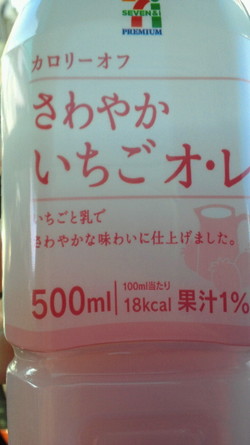 7
SEVEN&i
PREMIUM
カロリーオフ
さわやか
いちごオ・レ
いちごと乳で
さわやかな味わいに仕上げました。
500ml
100ml当たり
18kcal
果汁1%